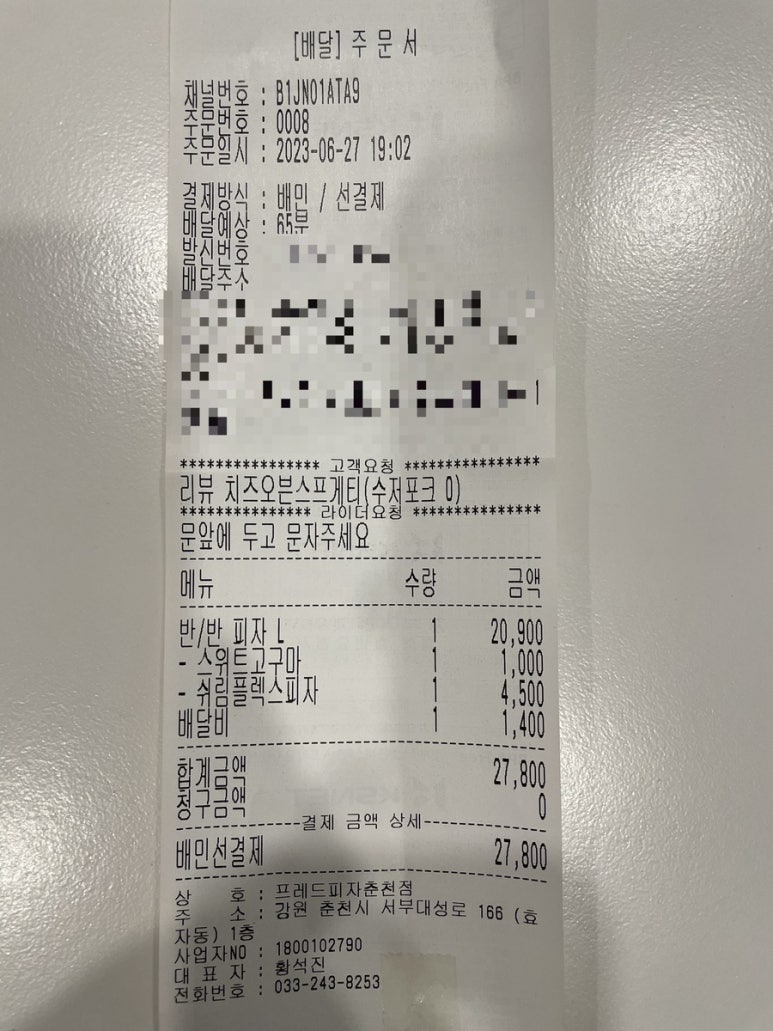 [배달] 주 문 서
채널번호 : B1JN01ATA9
주문번호 : 0008
주문일시 : 2023-06-27 19:02
결제방식 : 배민 / 선결제
배달예상 : 65분
발신번호
배달주소
1
**************** 고객요청 ****************
리뷰 치즈오븐스프게티(수저포크 O)
*************** 라이더요청 ***************
문앞에 두고 문자주세요
메뉴 수량 금액
반/반 피자 L 1 20,900
- 스위트고구마 1 1,000
- 쉬림플렉스피자 1 4,500
배달비 1 1,400
합계금액 27,800
청구금액 0
---------------결제 금액 상세---------------
배민선결제 27,800
상 호 : 프레드피자춘천점
주 소 : 강원 춘천시 서부대성로 166 (효
자동) 1층
사업자NO : 1800102790
대 표 자 : 황석진
전화번호 : 033-243-8253